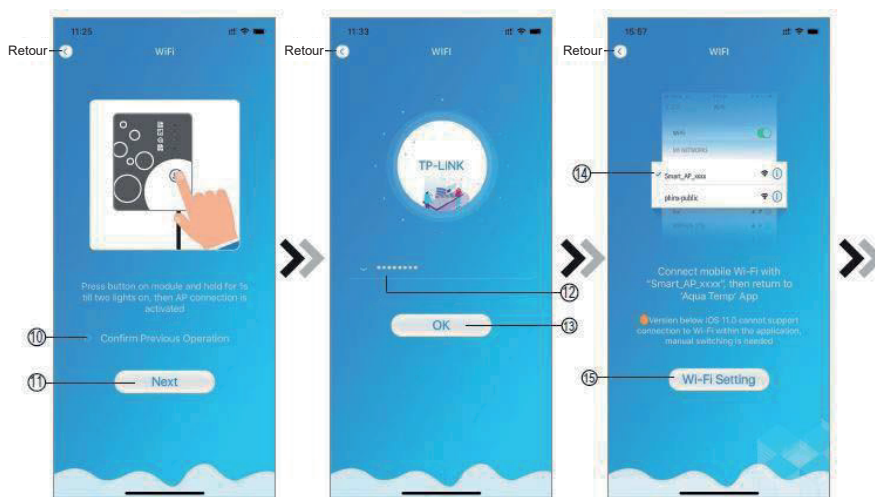 11:25
WiFi
Retour
Press button on module and hold for 1s
till two lights on, then AP connection is
activated
⑩ Confirm Previous Operation
⑪ Next
11:33
WIFI
Retour
TP-LINK
********
⑫
OK ⑬
15:57
WIFI
Retour
WiFi
⑭ Smart_AP_xxxx
phnix-public
Connect mobile Wi-Fi with
"Smart_AP_xxxx", then return to
'Aqua Temp' App
Version below iOS 11.0 cannot support
connection to Wi-Fi within the application,
manual switching is needed
⑮ Wi-Fi Setting